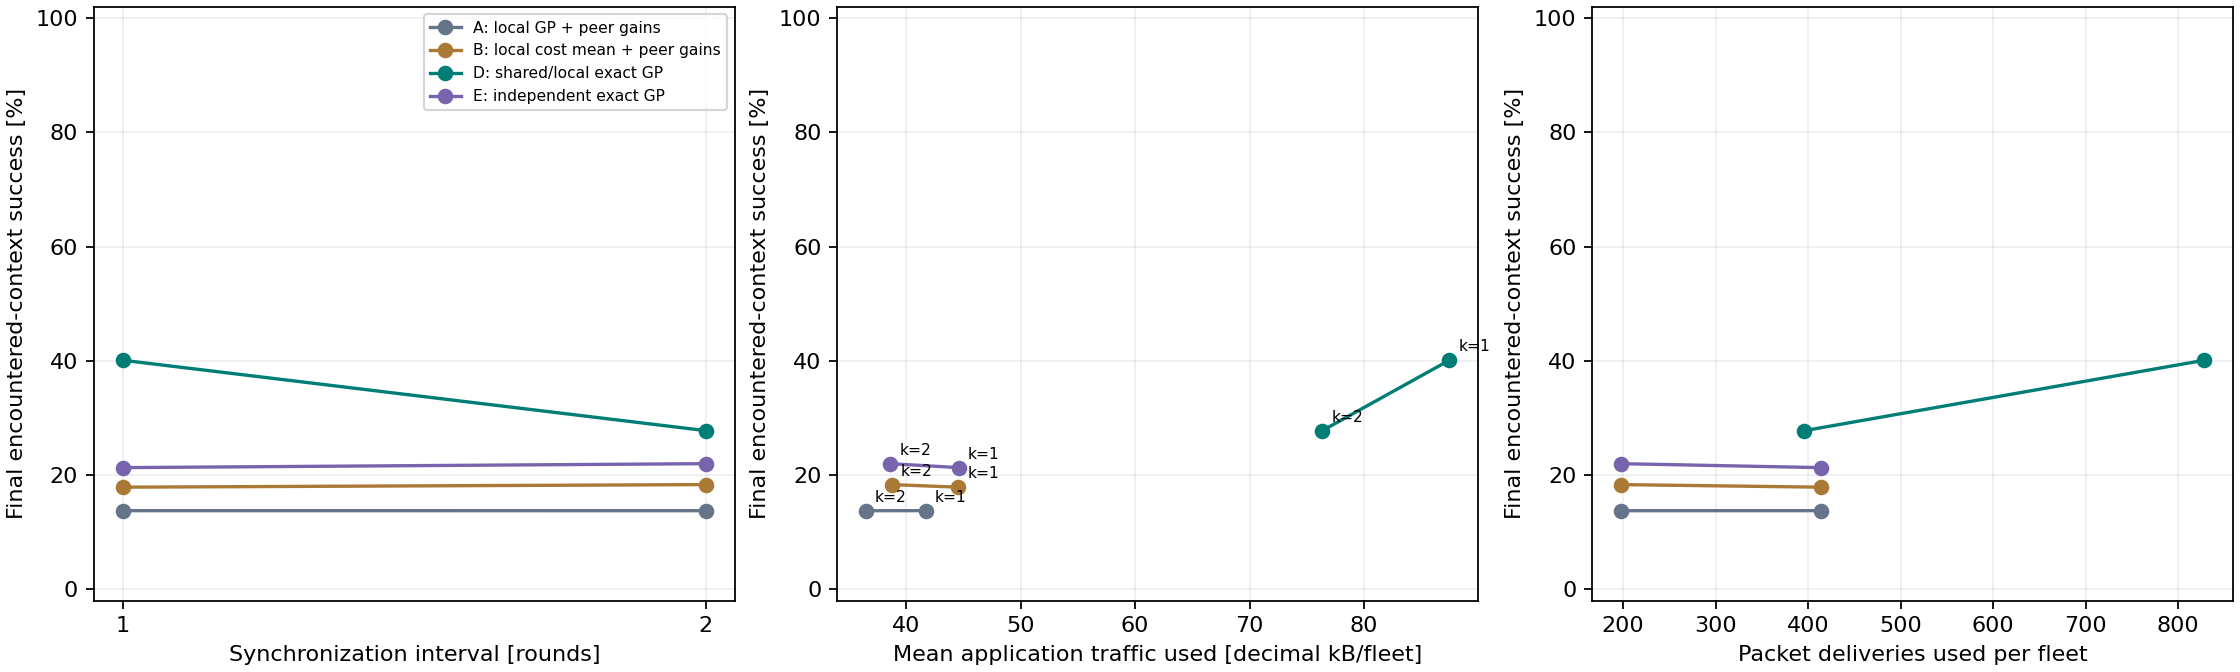 Final encountered-context success [%]
100
80
60
40
20
0
A: local GP + peer gains
B: local cost mean + peer gains
D: shared/local exact GP
E: independent exact GP
1
2
Synchronization interval [rounds]
Final encountered-context success [%]
100
80
60
40
20
0
k=1
k=2
k=2
k=1
k=2
k=1
k=2
k=1
40
50
60
70
80
Mean application traffic used [decimal kB/fleet]
Final encountered-context success [%]
100
80
60
40
20
0
200
300
400
500
600
700
800
Packet deliveries used per fleet